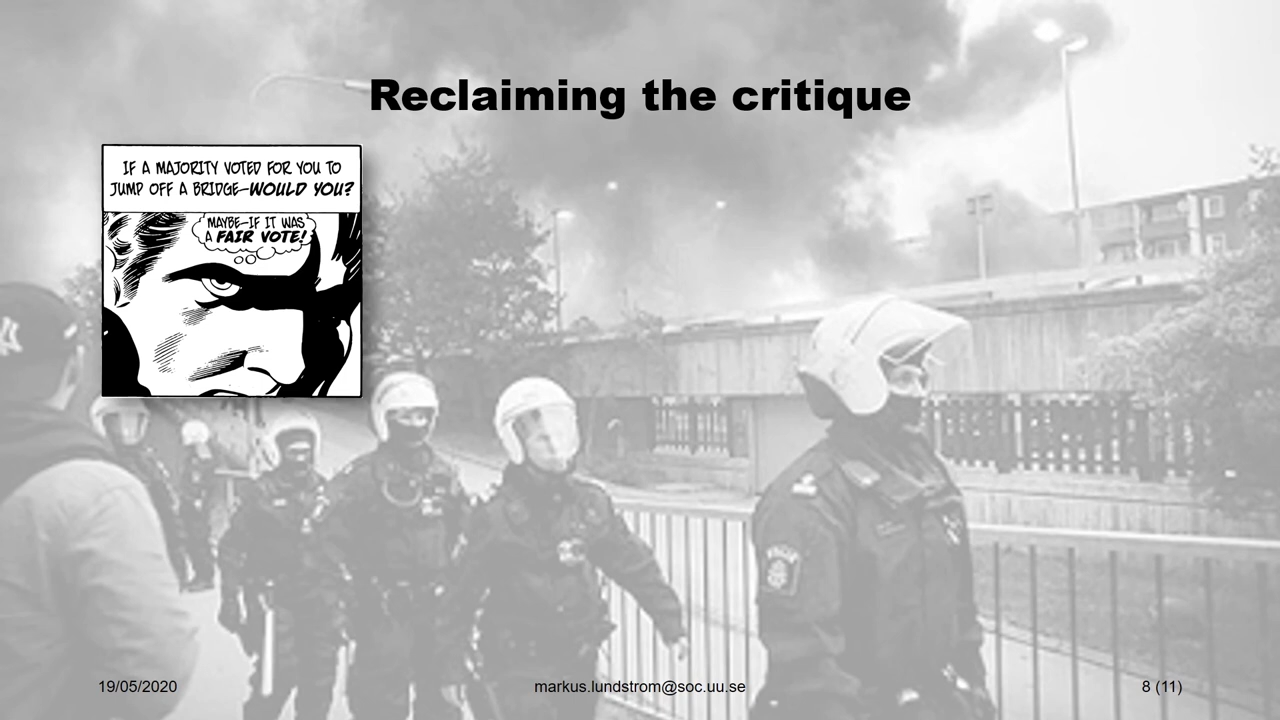 Reclaiming the critique
IF A MAJORITY VOTED FOR YOU TO
JUMP OFF A BRIDGE—WOULD YOU?
MAYBE—IF IT WAS
A FAIR VOTE!
19/05/2020
markus.lundstrom@soc.uu.se
8 (11)